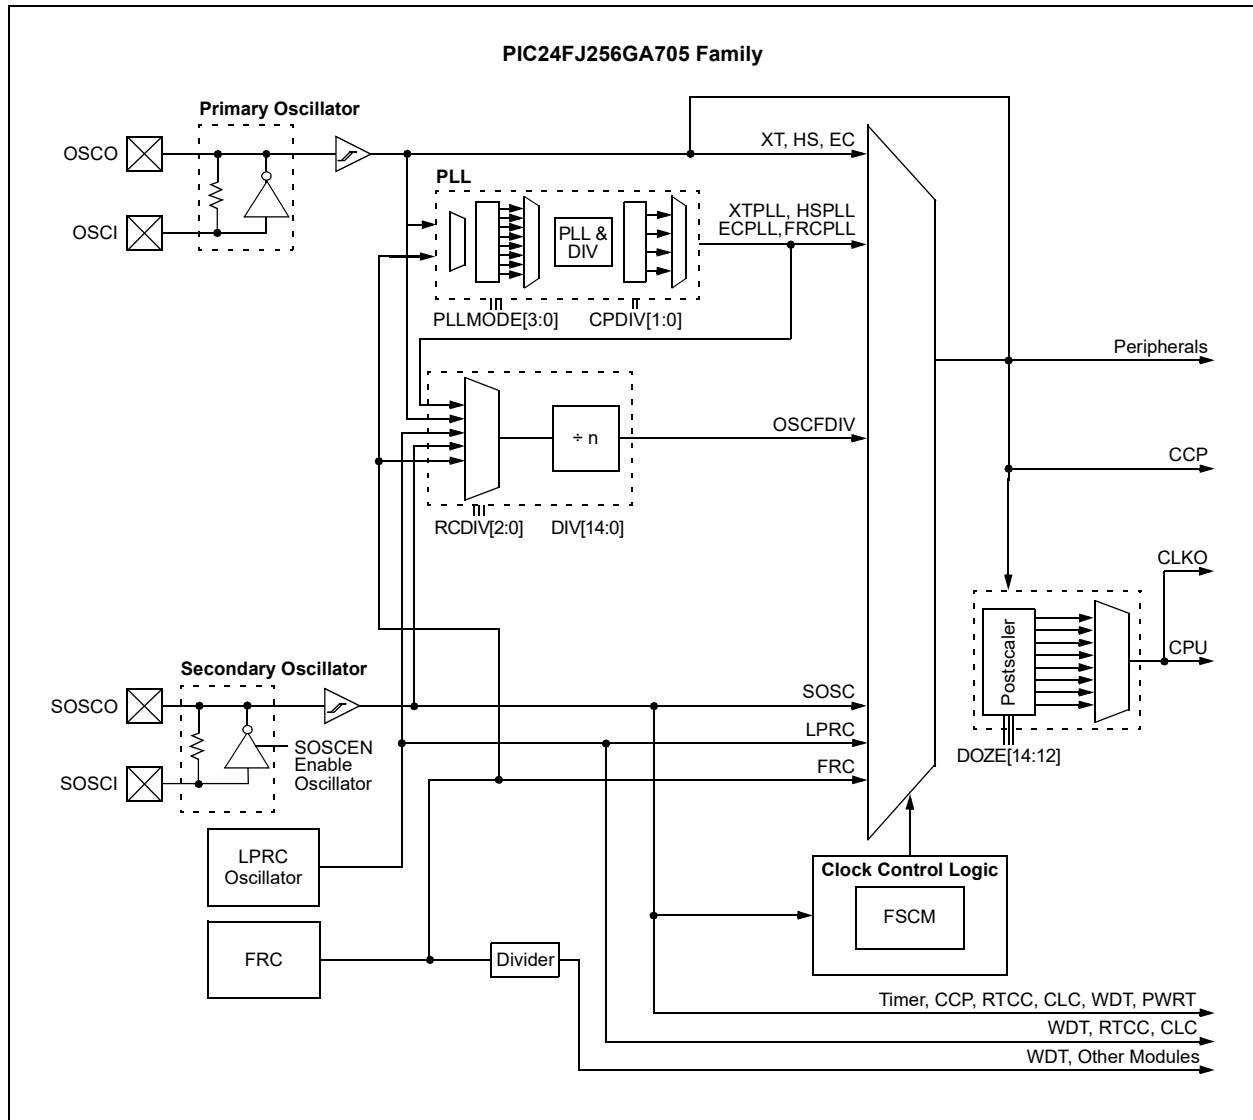 PIC24FJ256GA705 Family
Primary Oscillator
OSCO
XT, HS, EC
PLL
XTPLL, HSPLL
ECPLL,FRCPLL
OSCI
PLL &
DIV
PLLMODE[3:0]
CPDIV[1:0]
Peripherals
÷ n
OSCFDIV
CCP
RCDIV[2:0]
DIV[14:0]
CLKO
Postscaler
CPU
Secondary Oscillator
SOSCO
SOSC
LPRC
SOSCEN
Enable
Oscillator
DOZE[14:12]
FRC
SOSCI
LPRC
Oscillator
Clock Control Logic
FSCM
FRC
Divider
Timer, CCP, RTCC, CLC, WDT, PWRT
WDT, RTCC, CLC
WDT, Other Modules